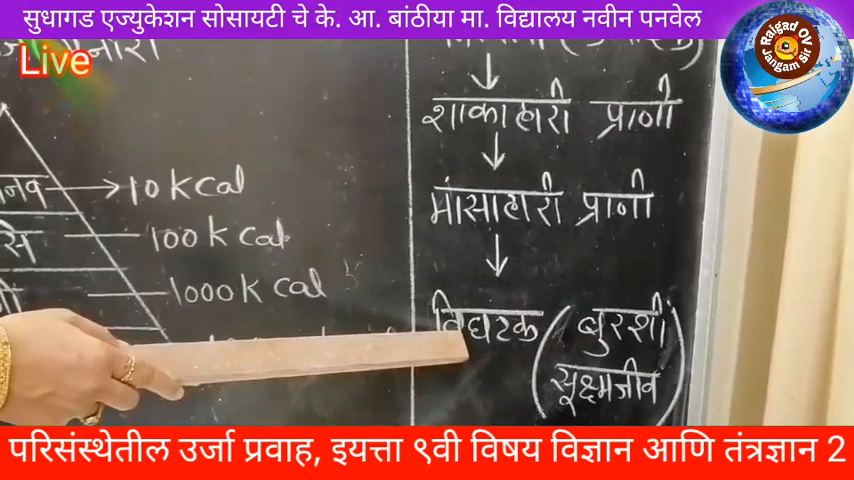 सुधागड एज्युकेशन सोसायटी चे के. आ. बांठीया मा. विद्यालय नवीन पनवेल
Live
Raigad OV
Jangam Sir
शाकाहारी प्राणी
मांसाहारी प्राणी
विघटक (बुरशी
सूक्ष्मजीव)
10 kcal
100 k cal
1000 k cal
परिसंस्थेतील उर्जा प्रवाह, इयत्ता ९वी विषय विज्ञान आणि तंत्रज्ञान 2